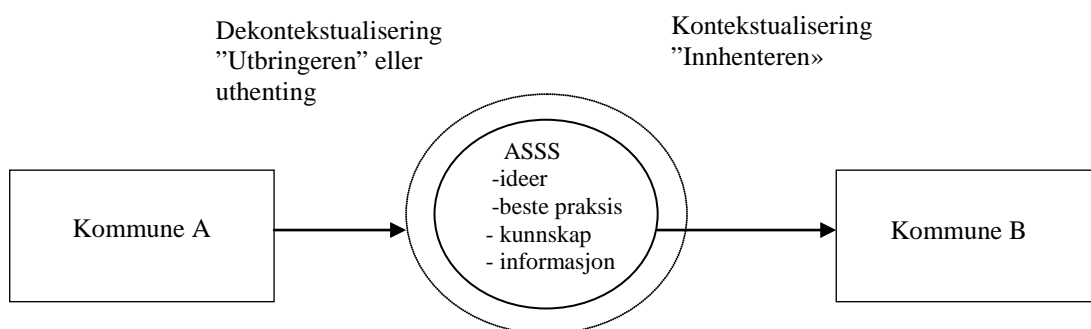 Dekontekstualisering
”Utbringeren” eller
uthenting
Kontekstualisering
”Innhenteren»
Kommune A
ASSS
-ideer
-beste praksis
- kunnskap
- informasjon
Kommune B